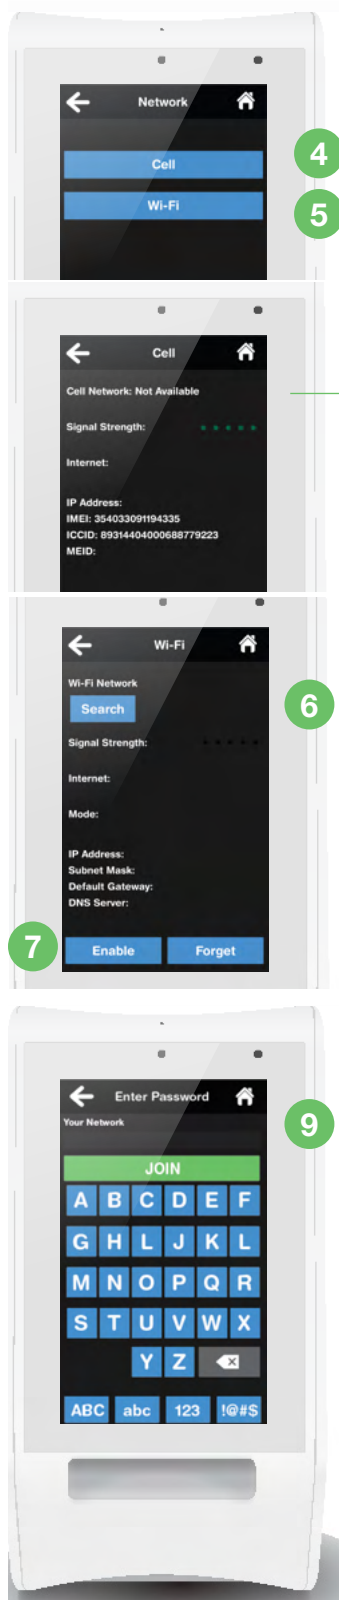 Network
Cell
4
Wi-Fi
5
Cell
Cell Network: Not Available
Signal Strength:
Internet:
IP Address:
IMEI: 354033091194335
ICCID: 89314404000688779223
MEID:
Wi-Fi
Wi-Fi Network
Search
6
Signal Strength:
Internet:
Mode:
IP Address:
Subnet Mask:
Default Gateway:
DNS Server:
7
Enable Forget
Enter Password
Your Network
9
JOIN
A B C D E F
G H L J K L
M N O P Q R
S T U V W X
Y Z
ABC abc 123 !@#$